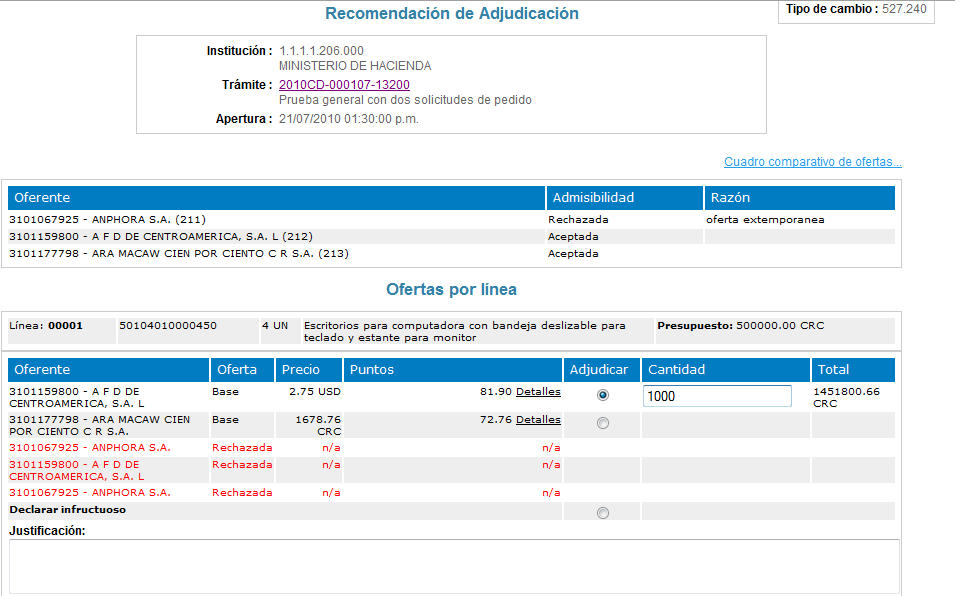 Recomendación de Adjudicación
Tipo de cambio : 527.240
Institución : 1.1.1.1.206.000
MINISTERIO DE HACIENDA
Trámite : 2010CD-000107-13200
Prueba general con dos solicitudes de pedido
Apertura : 21/07/2010 01:30:00 p.m.
Cuadro comparativo de ofertas...
Oferente Admisibilidad Razón
3101067925 - ANPHORA S.A. (211) Rechazada oferta extemporanea
3101159800 - A F D DE CENTROAMERICA, S.A. L (212) Aceptada
3101177798 - ARA MACAW CIEN POR CIENTO C R S.A. (213) Aceptada
Ofertas por línea
Línea: 00001 50104010000450 4 UN Escritorios para computadora con bandeja deslizable para Presupuesto: 500000.00 CRC
teclado y estante para monitor
Oferente Oferta Precio Puntos Adjudicar Cantidad Total
3101159800 - A F D DE Base 2.75 USD 81.90 Detalles 1000 1451800.66
CENTROAMERICA, S.A. L CRC
3101177798 - ARA MACAW CIEN Base 1678.76 72.76 Detalles
POR CIENTO C R S.A. CRC
3101067925 - ANPHORA S.A. Rechazada n/a n/a
3101159800 - A F D DE Rechazada n/a n/a
CENTROAMERICA, S.A. L
3101067925 - ANPHORA S.A. Rechazada n/a n/a
Declarar infructuoso
Justificación: